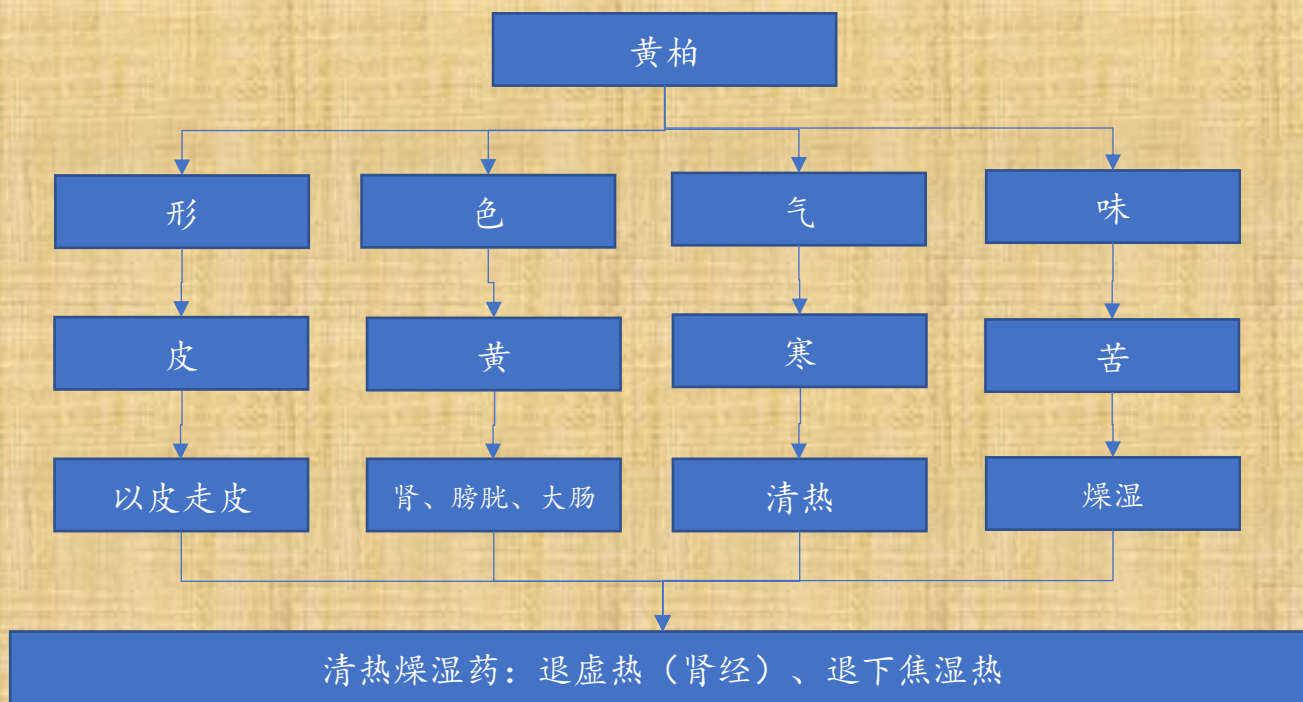 黄柏
形
色
气
味
皮
黄
寒
苦
以皮走皮
肾、膀胱、大肠
清热
燥湿
清热燥湿药：退虚热（肾经）、退下焦湿热